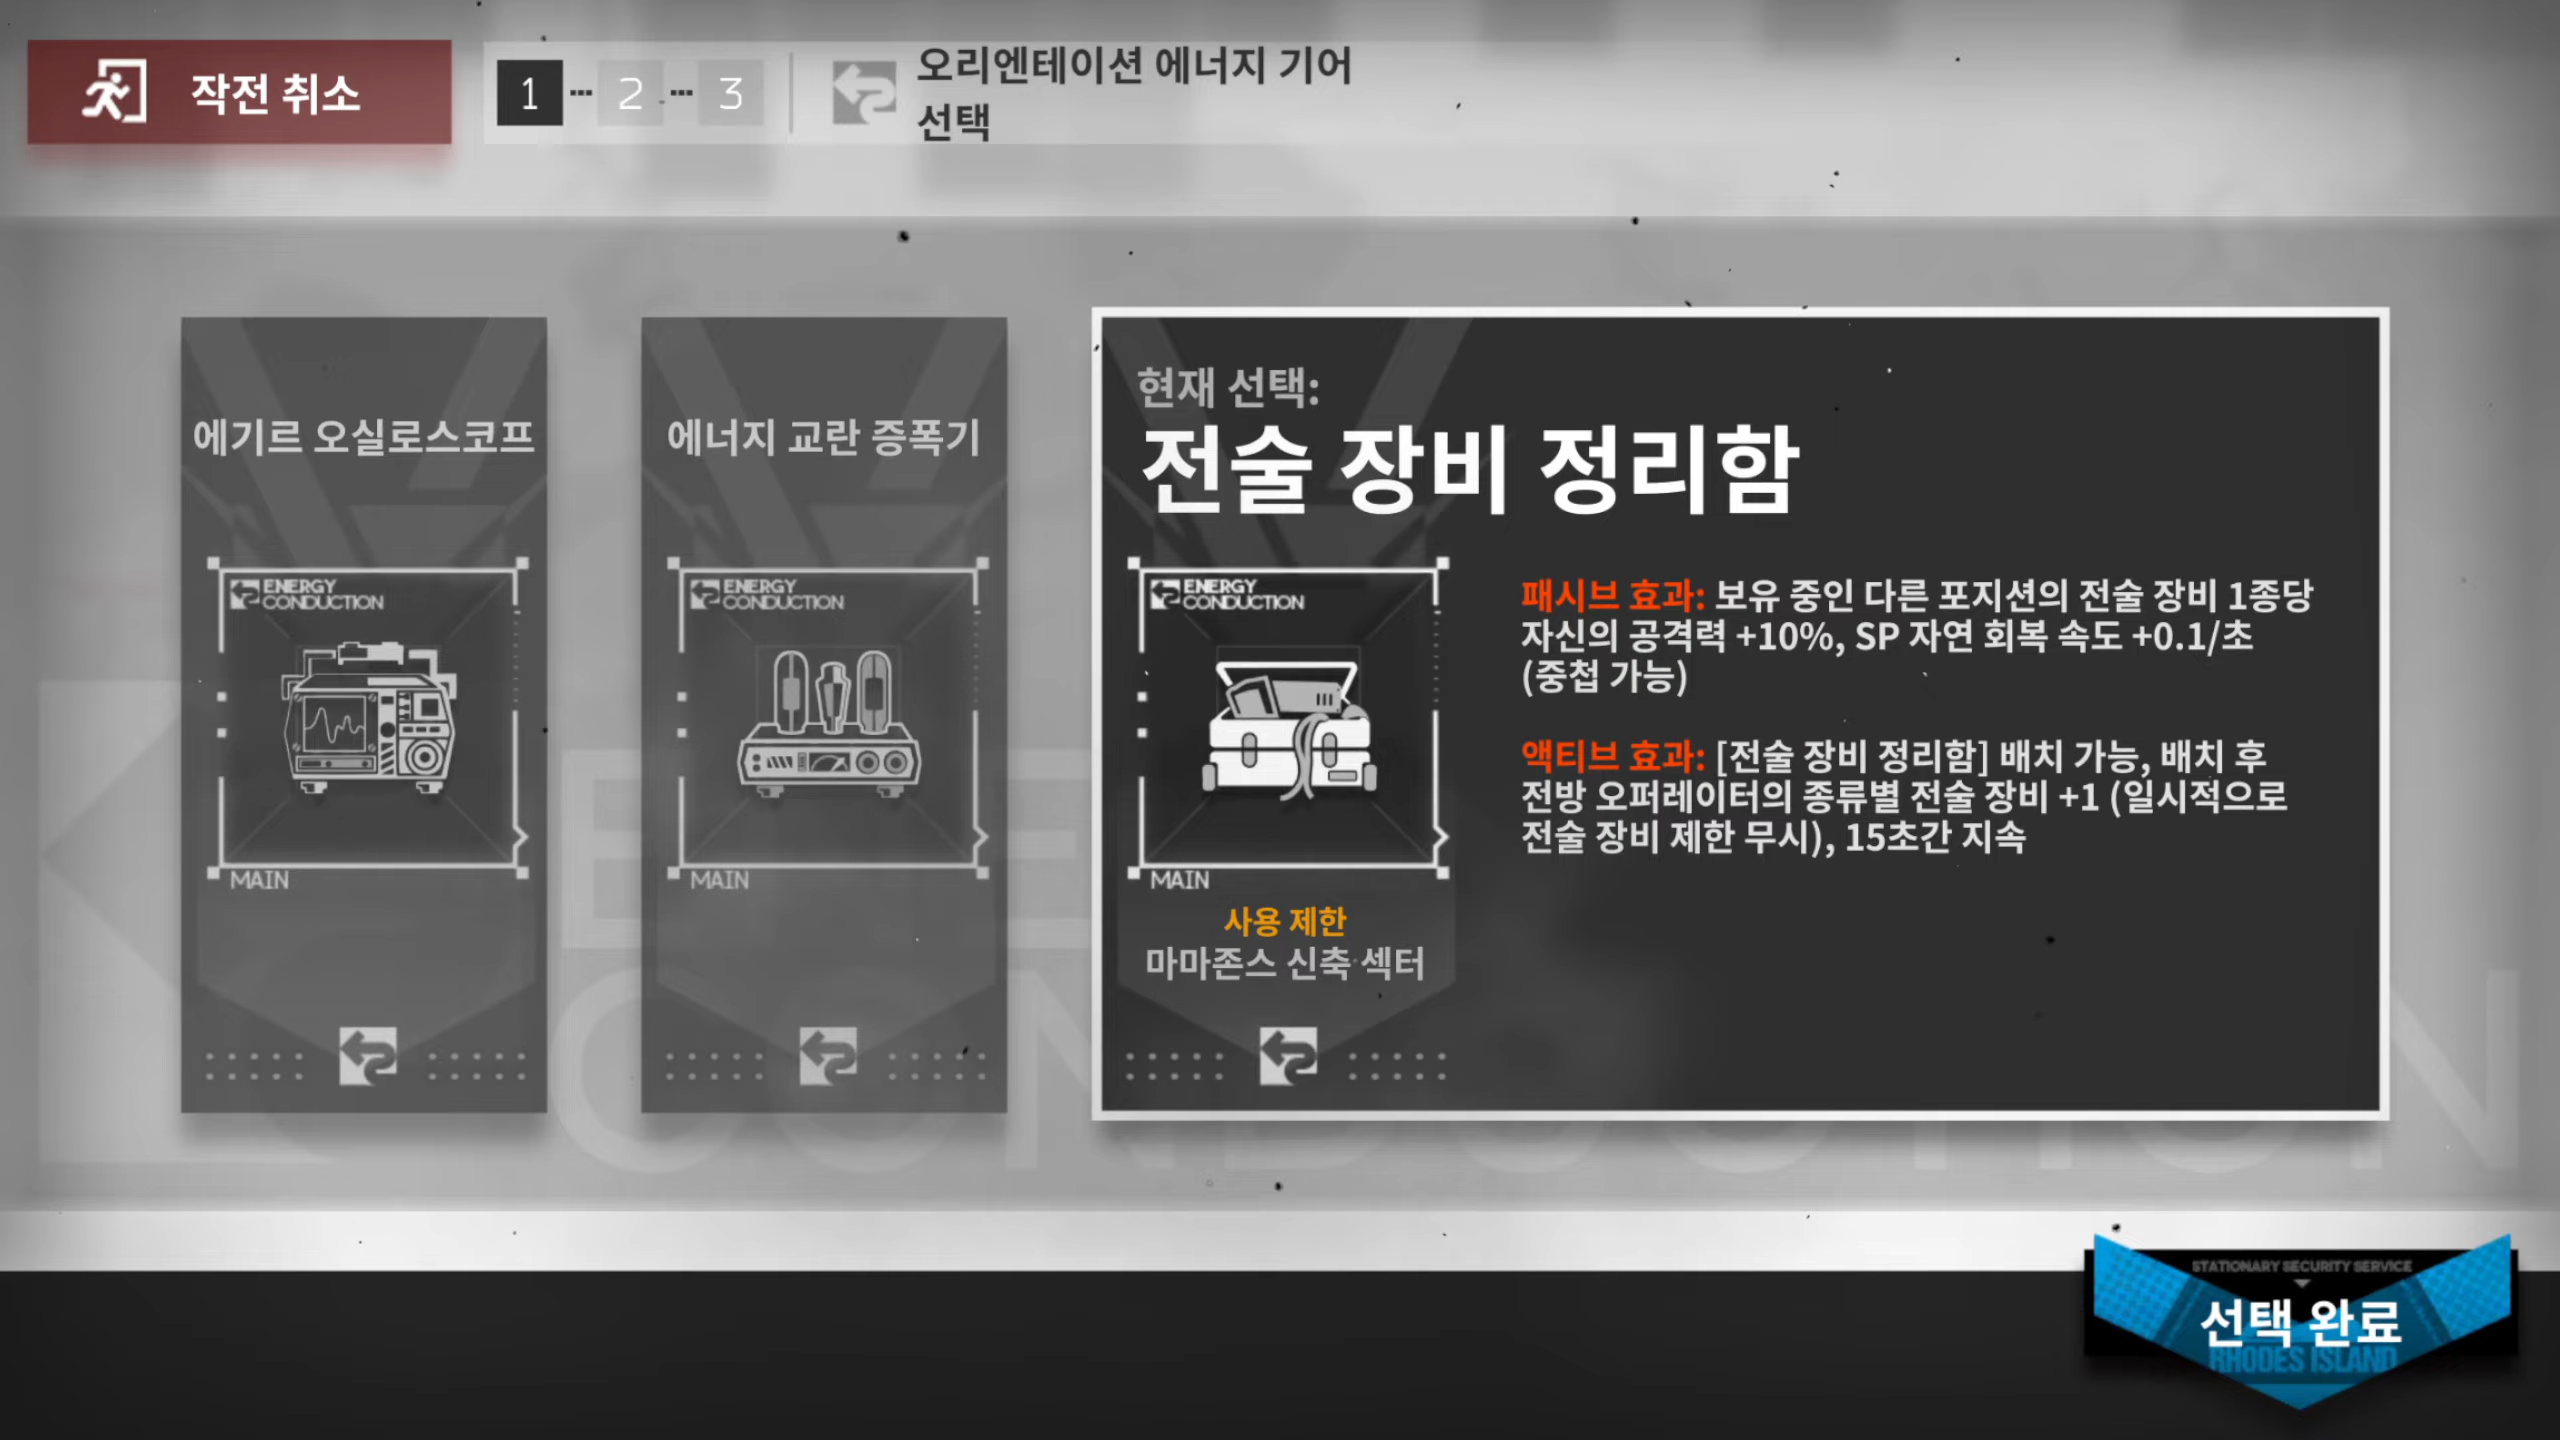 작전 취소
1 2 3
오리엔테이션 에너지 기어
선택
에기르 오실로스코프
ENERGY
CONDUCTION
MAIN
에너지 교란 증폭기
ENERGY
CONDUCTION
MAIN
현재 선택:
전술 장비 정리함
ENERGY
CONDUCTION
MAIN
사용 제한
마마존스 신축 섹터
패시브 효과: 보유 중인 다른 포지션의 전술 장비 1종당
자신의 공격력 +10%, SP 자연 회복 속도 +0.1/초
(중첩 가능)
액티브 효과: [전술 장비 정리함] 배치 가능, 배치 후
전방 오퍼레이터의 종류별 전술 장비 +1 (일시적으로
전술 장비 제한 무시), 15초간 지속
STATIONARY SECURITY SERVICE
선택 완료
RHODES ISLAND